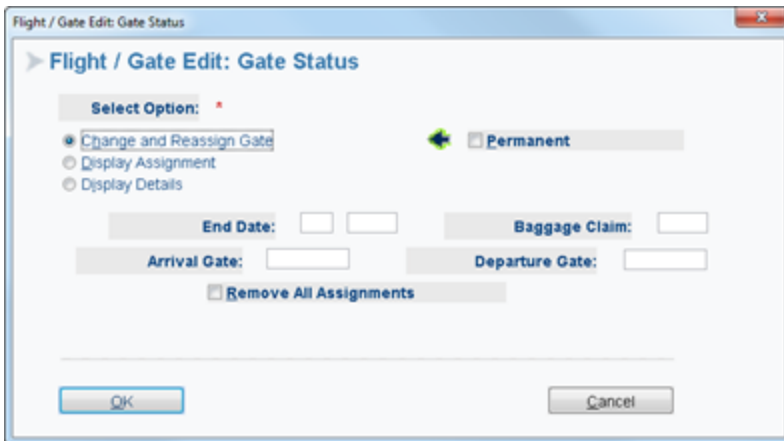 Flight / Gate Edit: Gate Status
Flight / Gate Edit: Gate Status
Select Option: *
Change and Reassign Gate
Permanent
Display Assignment
Display Details
End Date:
Baggage Claim:
Arrival Gate:
Departure Gate:
Remove All Assignments
OK
Cancel